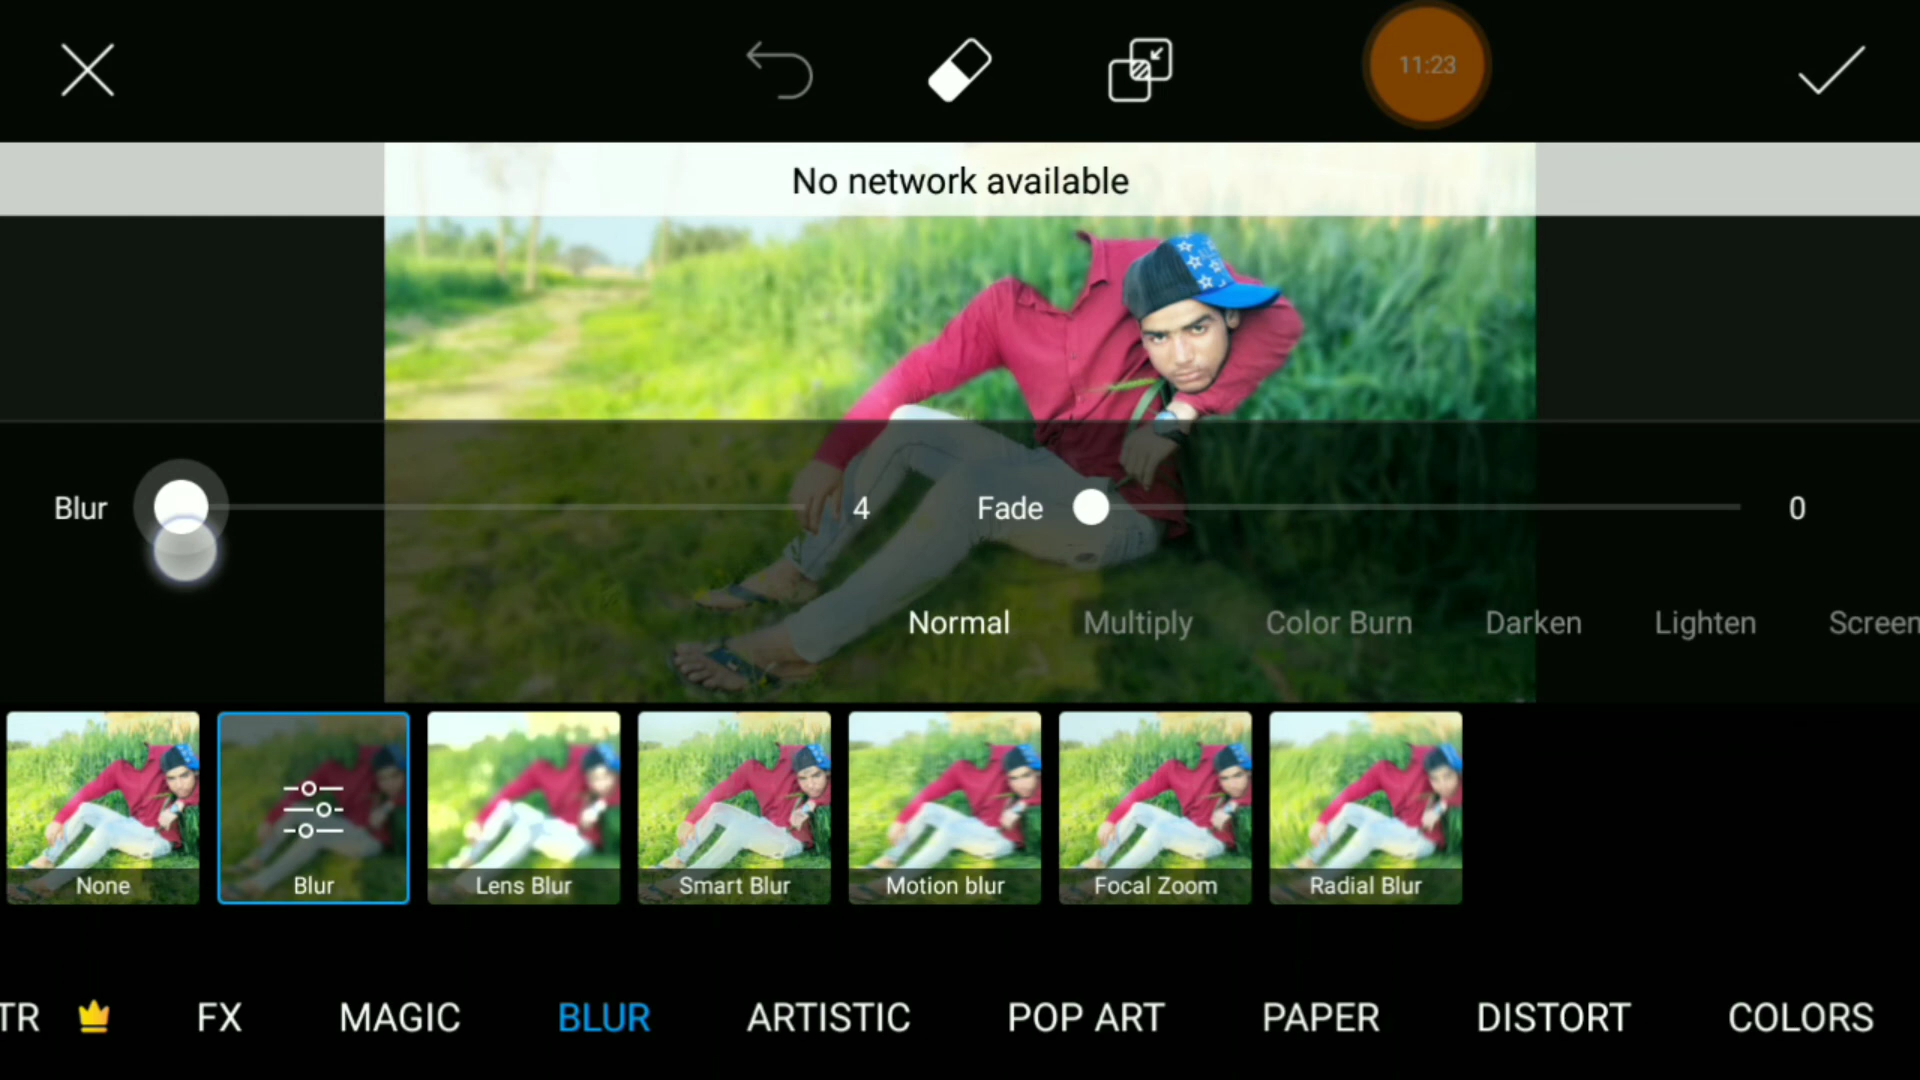 11:23
No network available
Blur 4 Fade 0
Normal Multiply Color Burn Darken Lighten Screen
None Blur Lens Blur Smart Blur Motion blur Focal Zoom Radial Blur
TR FX MAGIC BLUR ARTISTIC POP ART PAPER DISTORT COLORS